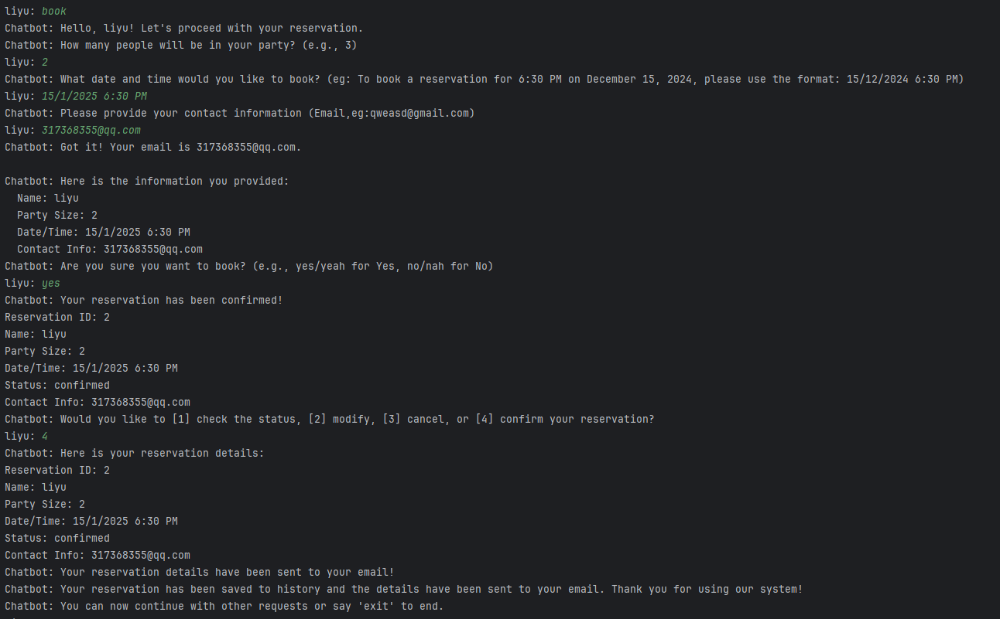 liyu: book
Chatbot: Hello, liyu! Let's proceed with your reservation.
Chatbot: How many people will be in your party? (e.g., 3)
liyu: 2
Chatbot: What date and time would you like to book? (eg: To book a reservation for 6:30 PM on December 15, 2024, please use the format: 15/12/2024 6:30 PM)
liyu: 15/1/2025 6:30 PM
Chatbot: Please provide your contact information (Email,eg:qweasd@gmail.com)
liyu: 317368355@qq.com
Chatbot: Got it! Your email is 317368355@qq.com.
Chatbot: Here is the information you provided:
Name: liyu
Party Size: 2
Date/Time: 15/1/2025 6:30 PM
Contact Info: 317368355@qq.com
Chatbot: Are you sure you want to book? (e.g., yes/yeah for Yes, no/nah for No)
liyu: yes
Chatbot: Your reservation has been confirmed!
Reservation ID: 2
Name: liyu
Party Size: 2
Date/Time: 15/1/2025 6:30 PM
Status: confirmed
Contact Info: 317368355@qq.com
Chatbot: Would you like to [1] check the status, [2] modify, [3] cancel, or [4] confirm your reservation?
liyu: 4
Chatbot: Here is your reservation details:
Reservation ID: 2
Name: liyu
Party Size: 2
Date/Time: 15/1/2025 6:30 PM
Status: confirmed
Contact Info: 317368355@qq.com
Chatbot: Your reservation details have been sent to your email!
Chatbot: Your reservation has been saved to history and the details have been sent to your email. Thank you for using our system!
Chatbot: You can now continue with other requests or say 'exit' to end.